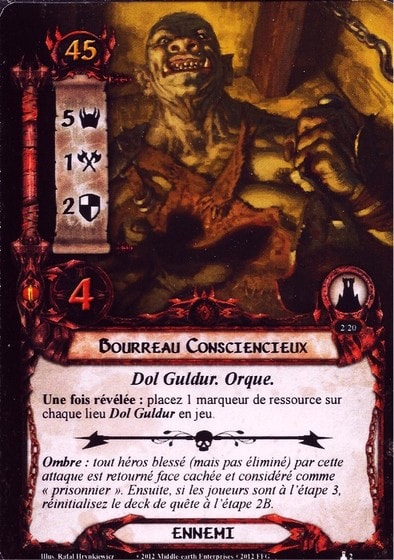 45
5
1
2
4
2/20
BOURREAU CONSCIENCIEUX
Dol Guldur. Orque.
Une fois révélée : placez 1 marqueur de ressource sur
chaque lieu Dol Guldur en jeu.
Ombre : tout héros blessé (mais pas éliminé) par cette
attaque est retourné face cachée et considéré comme
« prisonnier ». Ensuite, si les joueurs sont à l'étape 3,
réinitialisez le deck de quête à l'étape 2B.
ENNEMI
Illus. Rafał Hrynkiewicz • 2012 Middle-earth Enterprises • 2012 FFG 2